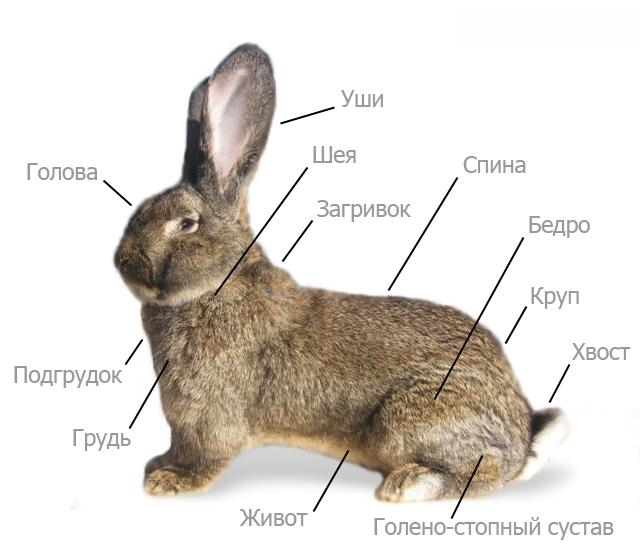 Уши
Шея
Голова
Спина
Загривок
Бедро
Круп
Хвост
Подгрудок
Грудь
Живот
Голено-стопный сустав